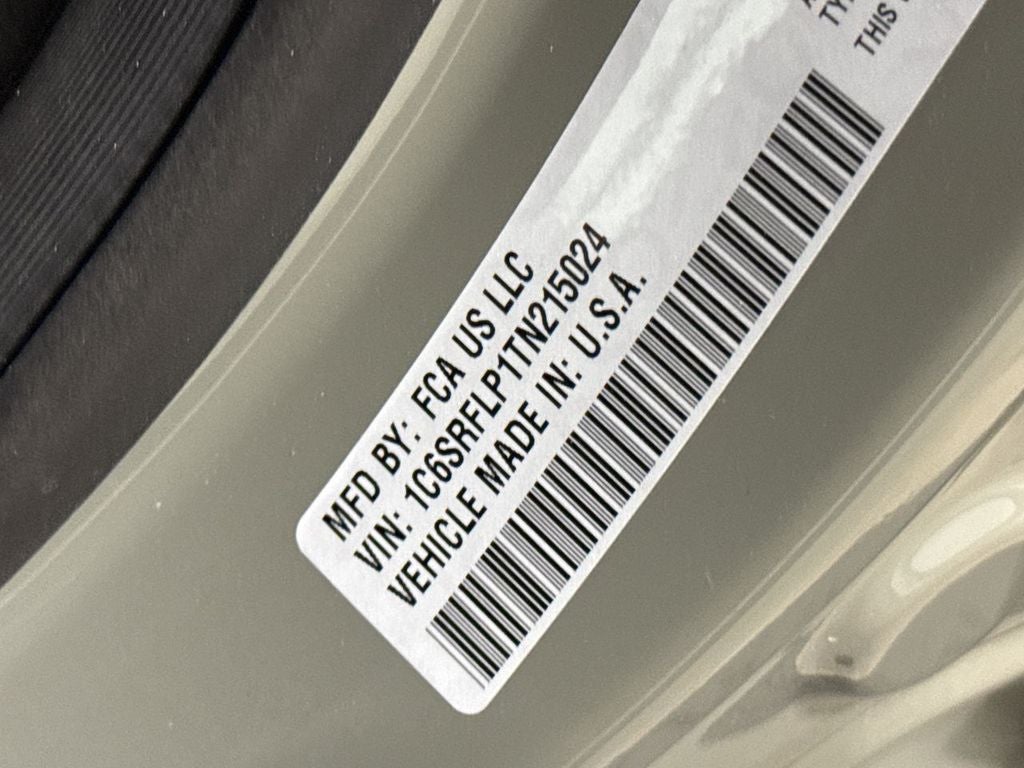 MFD BY: FCA US LLC
VIN: 1C6SRFLP1TN215024
VEHICLE MADE IN: U.S.A.
THIS